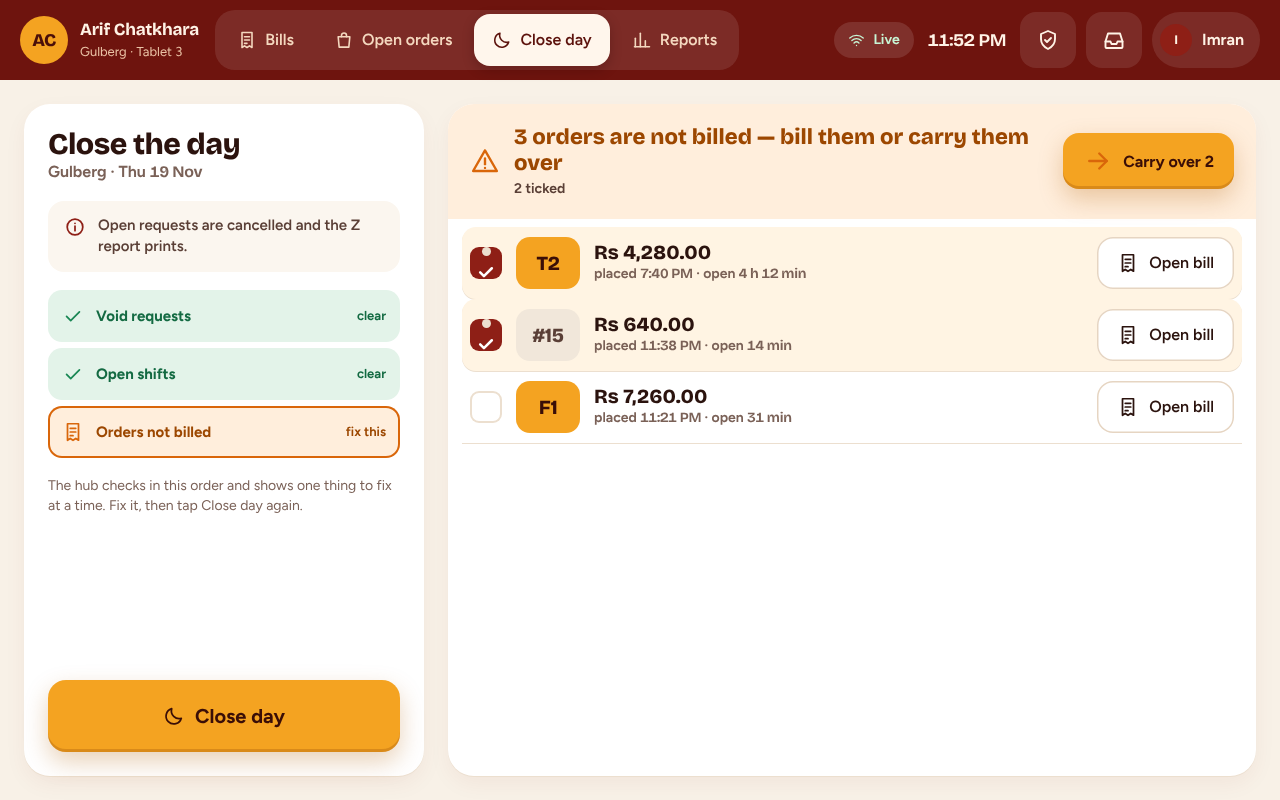 AC
Arif Chatkhara
Gulberg · Tablet 3
Bills
Open orders
Close day
Reports
Live
11:52 PM
I
Imran
Close the day
Gulberg · Thu 19 Nov
Open requests are cancelled and the Z
report prints.
Void requests
clear
Open shifts
clear
Orders not billed
fix this
The hub checks in this order and shows one thing to fix
at a time. Fix it, then tap Close day again.
Close day
3 orders are not billed — bill them or carry them
over
2 ticked
Carry over 2
T2
Rs 4,280.00
placed 7:40 PM · open 4 h 12 min
Open bill
#15
Rs 640.00
placed 11:38 PM · open 14 min
Open bill
F1
Rs 7,260.00
placed 11:21 PM · open 31 min
Open bill